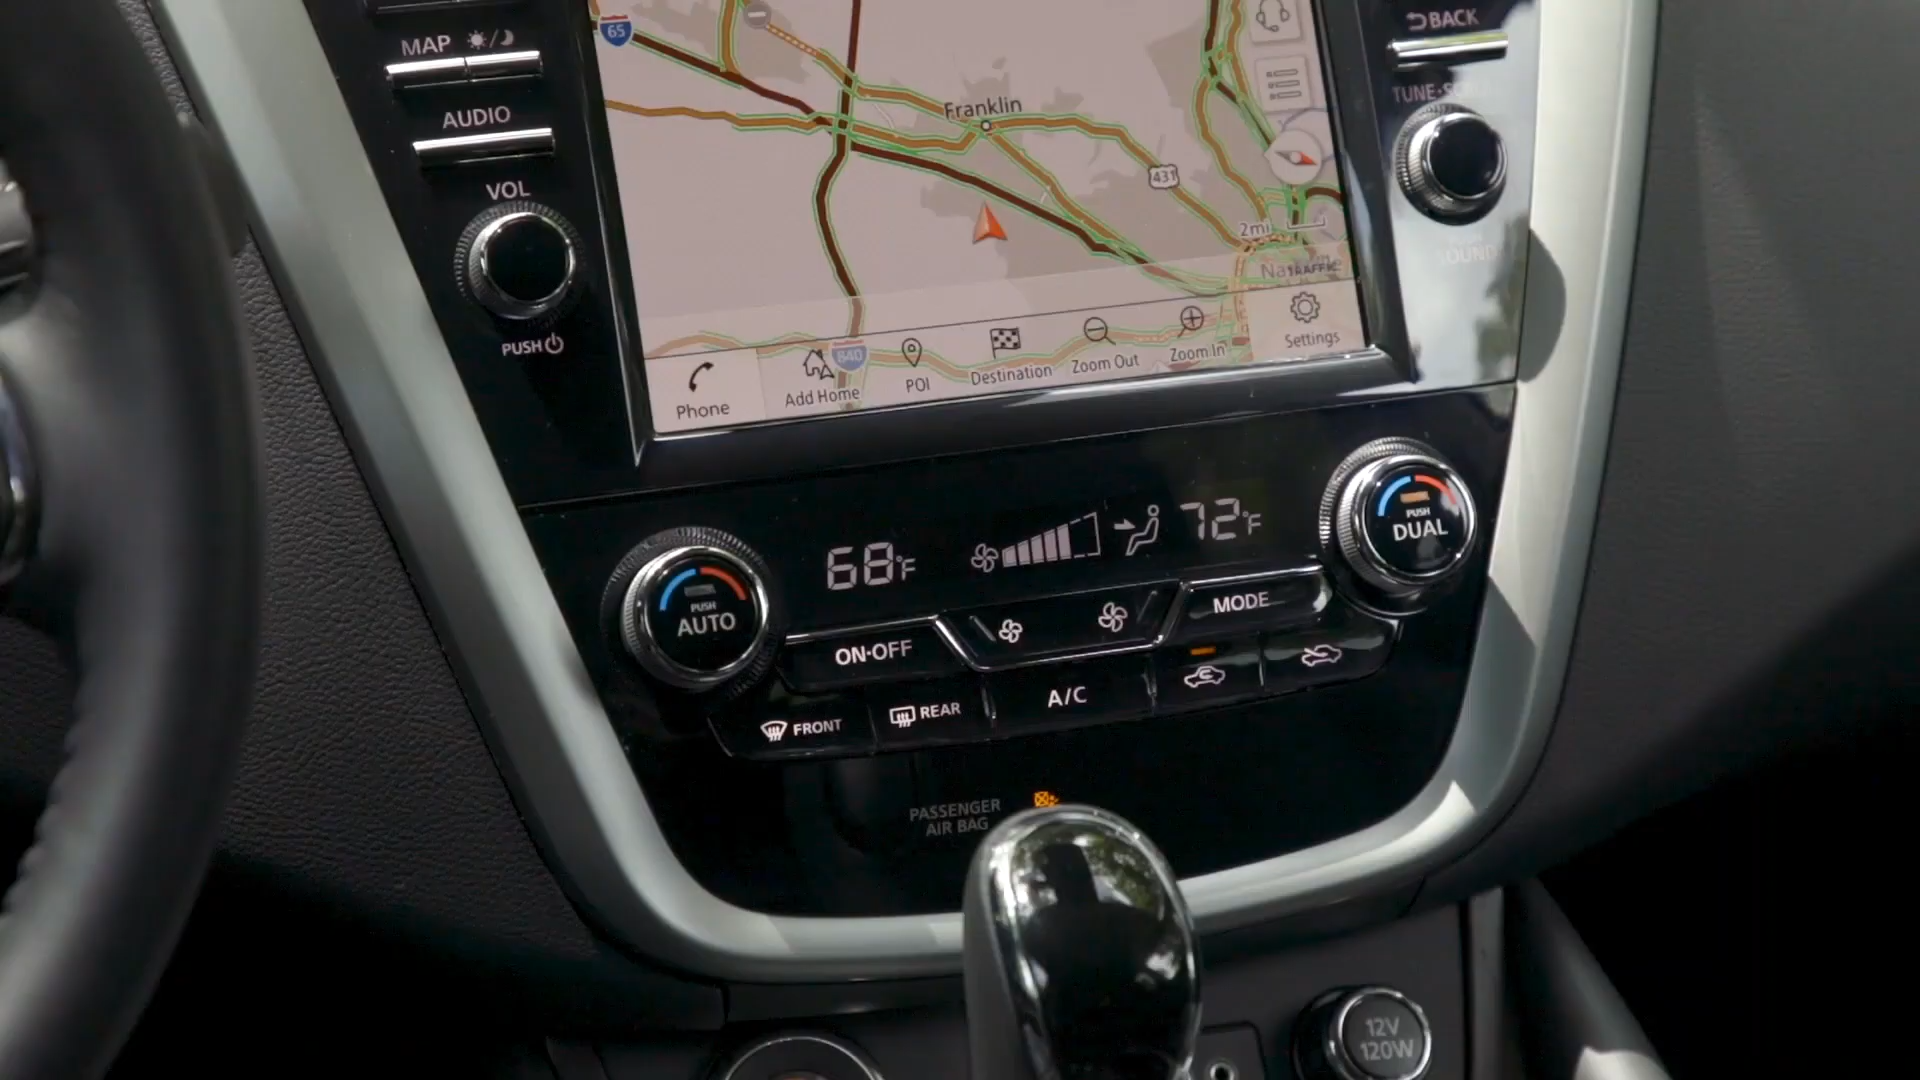 MAP
AUDIO
VOL
PUSH
65
Franklin
431
2mi
TRAFFIC
840
Phone
Add Home
POI
Destination
Zoom Out
Zoom In
Settings
BACK
68°F
72°F
PUSH
AUTO
PUSH
DUAL
ON·OFF
MODE
FRONT
REAR
A/C
PASSENGER
AIR BAG
12V
120W